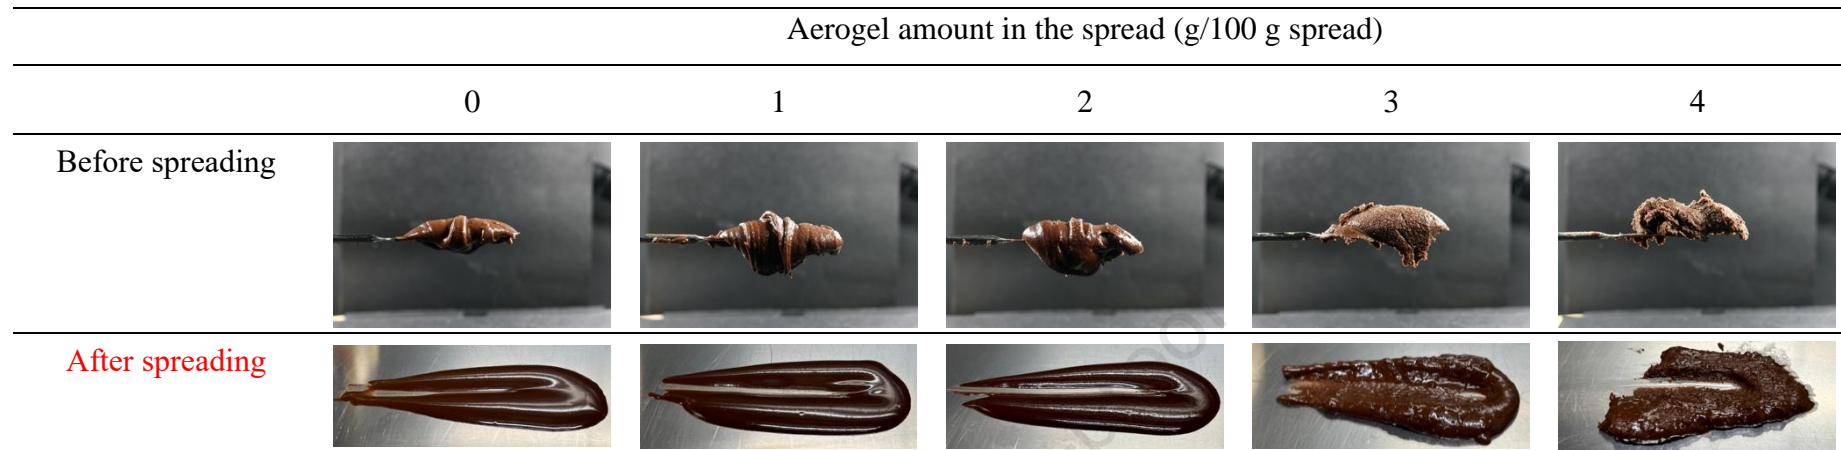 Aerogel amount in the spread (g/100 g spread)
0 1 2 3 4
Before spreading
After spreading